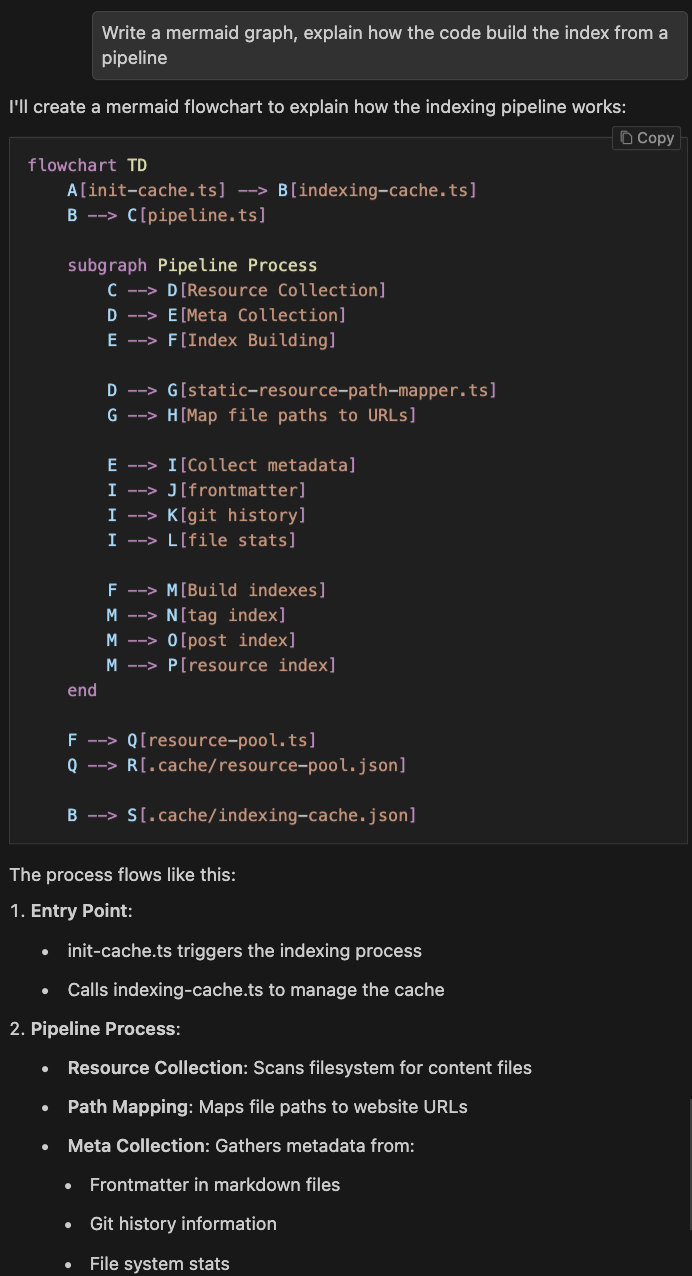 Write a mermaid graph, explain how the code build the index from a
pipeline
I'll create a mermaid flowchart to explain how the indexing pipeline works:
Copy
flowchart TD
A[init-cache.ts] --> B[indexing-cache.ts]
B --> C[pipeline.ts]
subgraph Pipeline Process
C --> D[Resource Collection]
D --> E[Meta Collection]
E --> F[Index Building]
D --> G[static-resource-path-mapper.ts]
G --> H[Map file paths to URLs]
E --> I[Collect metadata]
I --> J[frontmatter]
I --> K[git history]
I --> L[file stats]
F --> M[Build indexes]
M --> N[tag index]
M --> O[post index]
M --> P[resource index]
end
F --> Q[resource-pool.ts]
Q --> R[.cache/resource-pool.json]
B --> S[.cache/indexing-cache.json]
The process flows like this:
1. Entry Point:
• init-cache.ts triggers the indexing process
• Calls indexing-cache.ts to manage the cache
2. Pipeline Process:
• Resource Collection: Scans filesystem for content files
• Path Mapping: Maps file paths to website URLs
• Meta Collection: Gathers metadata from:
• Frontmatter in markdown files
• Git history information
• File system stats